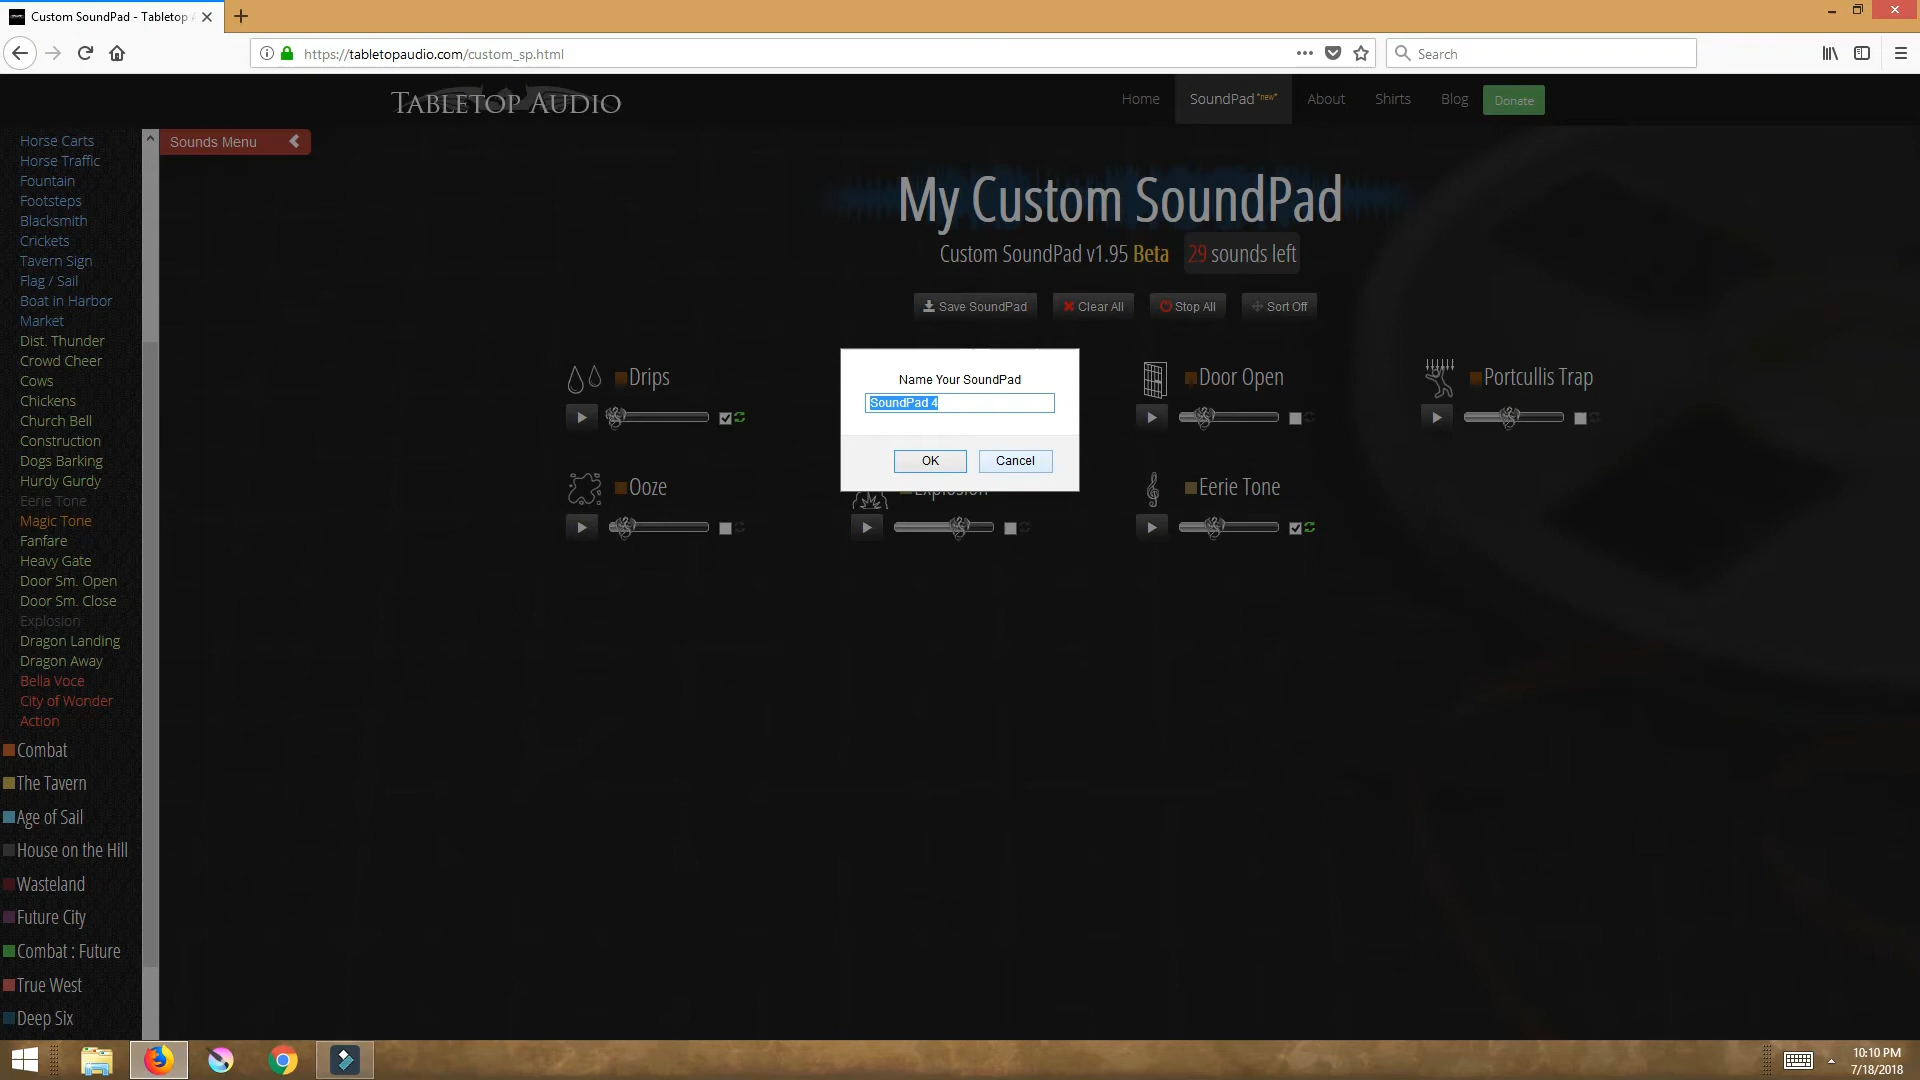 Custom SoundPad - Tabletop A
https://tabletopaudio.com/custom_sp.html
Search
TABLETOP AUDIO
Home
SoundPad *new*
About
Shirts
Blog
Donate
Horse Carts
Horse Traffic
Fountain
Footsteps
Blacksmith
Crickets
Tavern Sign
Flag / Sail
Boat in Harbor
Market
Dist. Thunder
Crowd Cheer
Cows
Chickens
Church Bell
Construction
Dogs Barking
Hurdy Gurdy
Eerie Tone
Magic Tone
Fanfare
Heavy Gate
Door Sm. Open
Door Sm. Close
Explosion
Dragon Landing
Dragon Away
Bella Voce
City of Wonder
Action
Combat
The Tavern
Age of Sail
House on the Hill
Wasteland
Future City
Combat : Future
True West
Deep Six
Sounds Menu
My Custom SoundPad
Custom SoundPad v1.95 Beta 29 sounds left
Save SoundPad
Clear All
Stop All
Sort Off
Drips
Door Open
Portcullis Trap
Name Your SoundPad
SoundPad 4
OK
Cancel
Ooze
Explosion
Eerie Tone
10:10 PM
7/18/2018